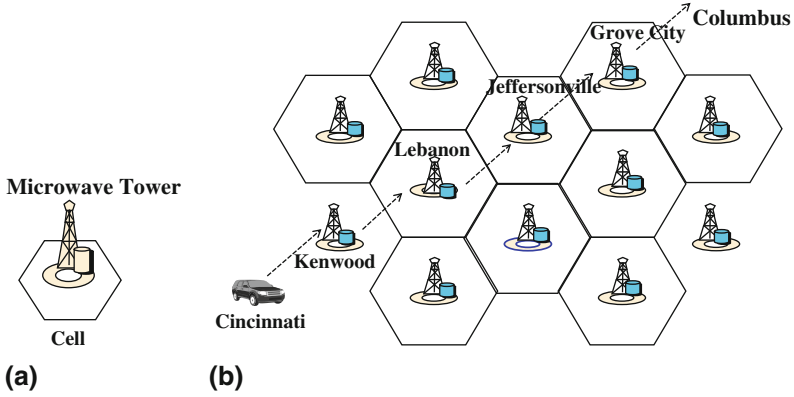 Columbus
Grove City
Jeffersonville
Lebanon
Microwave Tower
Kenwood
Cincinnati
Cell
(a)
(b)